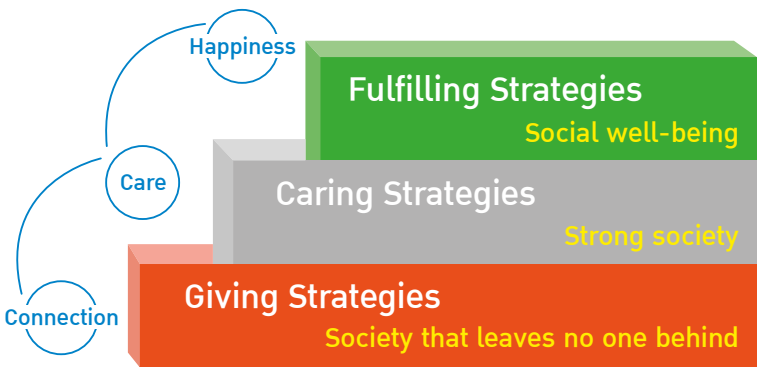 Happiness
Fulfilling Strategies
Social well-being
Care
Caring Strategies
Strong society
Connection
Giving Strategies
Society that leaves no one behind